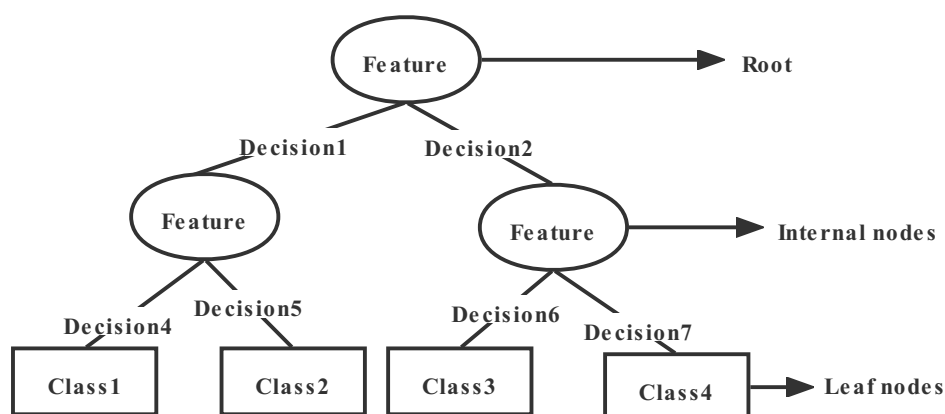 Feature
Root
Decision1
Decision2
Feature
Feature
Internal nodes
Decision4
Decision5
Decision6
Decision7
Class1
Class2
Class3
Class4
Leaf nodes